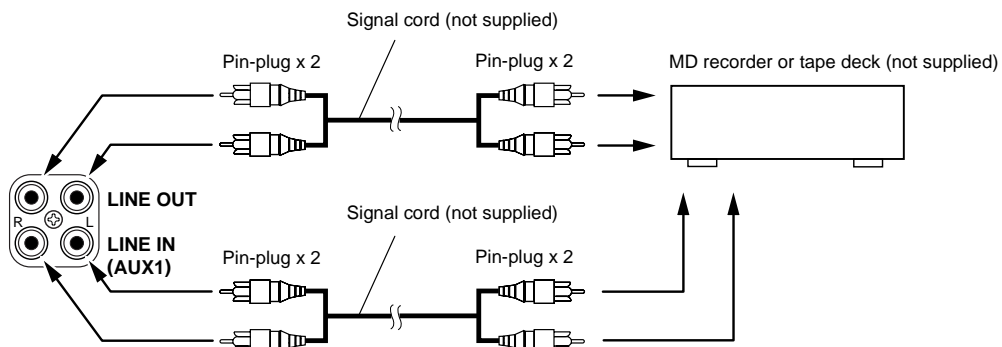 Signal cord (not supplied)
Pin-plug x 2
Pin-plug x 2
MD recorder or tape deck (not supplied)
LINE OUT
R
L
LINE IN
(AUX1)
Signal cord (not supplied)
Pin-plug x 2
Pin-plug x 2